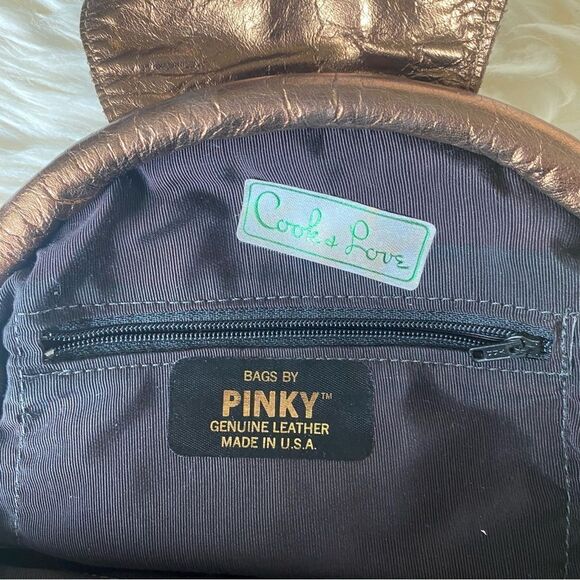 Cook & Love
BAGS BY
PINKY™
GENUINE LEATHER
MADE IN U.S.A.